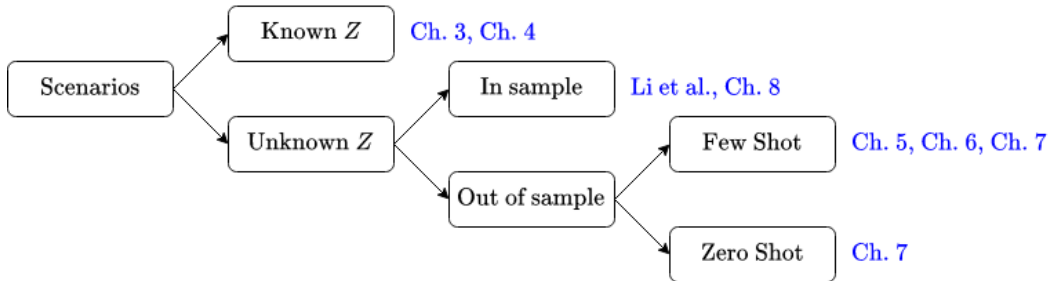 Known Z Ch. 3, Ch. 4
Scenarios
In sample Li et al., Ch. 8
Unknown Z
Few Shot Ch. 5, Ch. 6, Ch. 7
Out of sample
Zero Shot Ch. 7